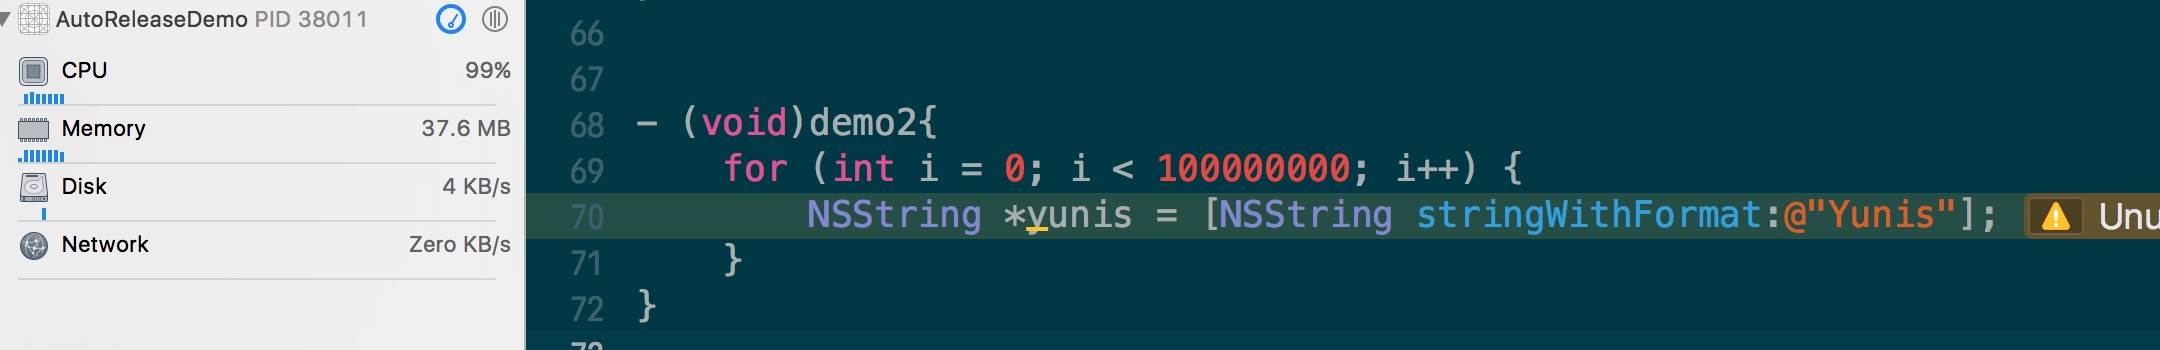 AutoReleaseDemo PID 38011
CPU 99%
Memory 37.6 MB
Disk 4 KB/s
Network Zero KB/s
66
67
68 - (void)demo2{
69 for (int i = 0; i < 100000000; i++) {
70 NSString *yunis = [NSString stringWithFormat:@"Yunis"]; Unu
71 }
72 }